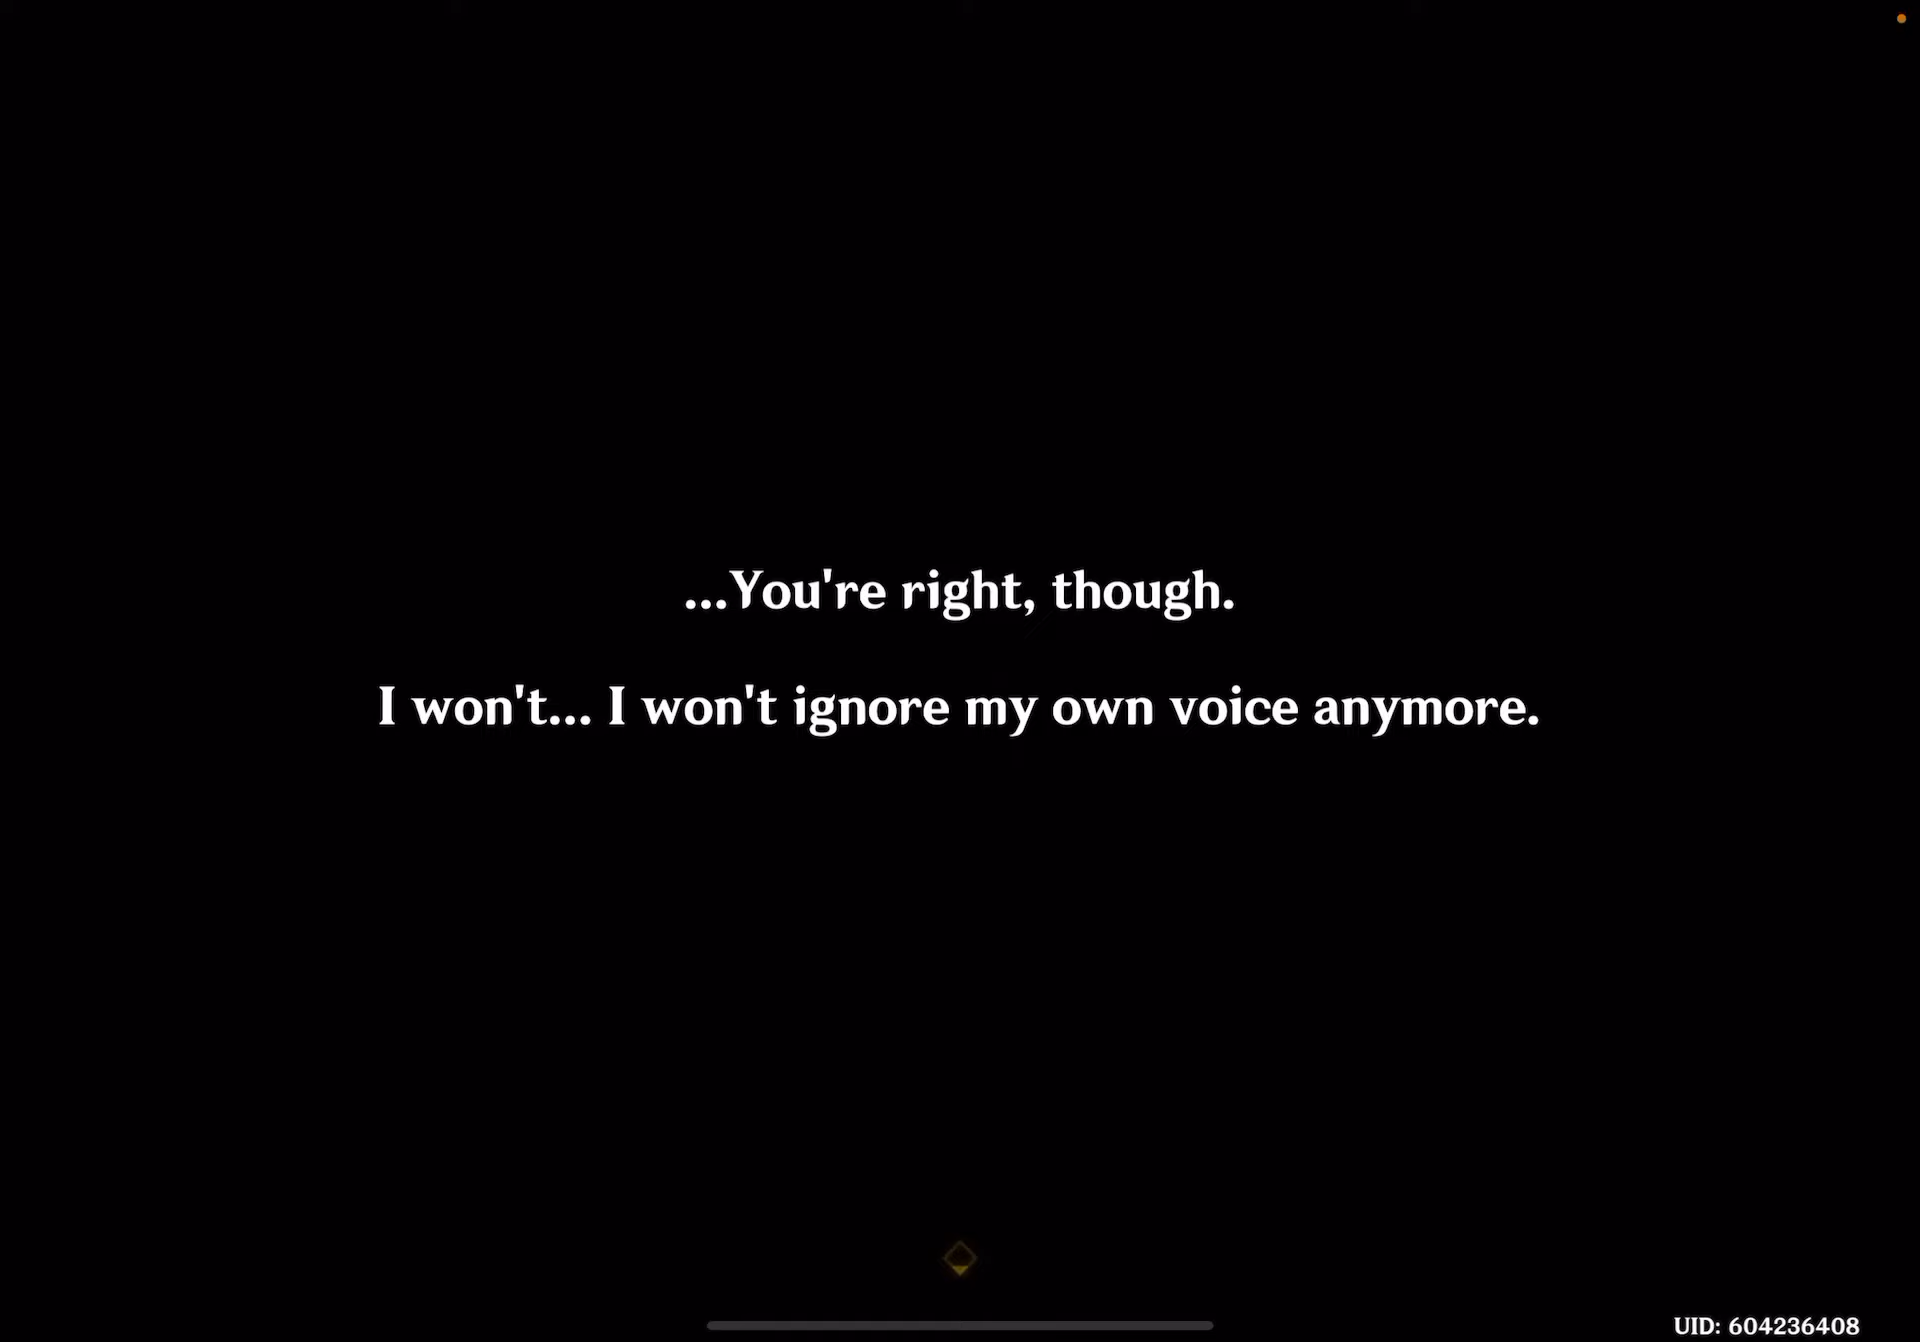 ...You're right, though.
I won't... I won't ignore my own voice anymore.
UID: 604236408